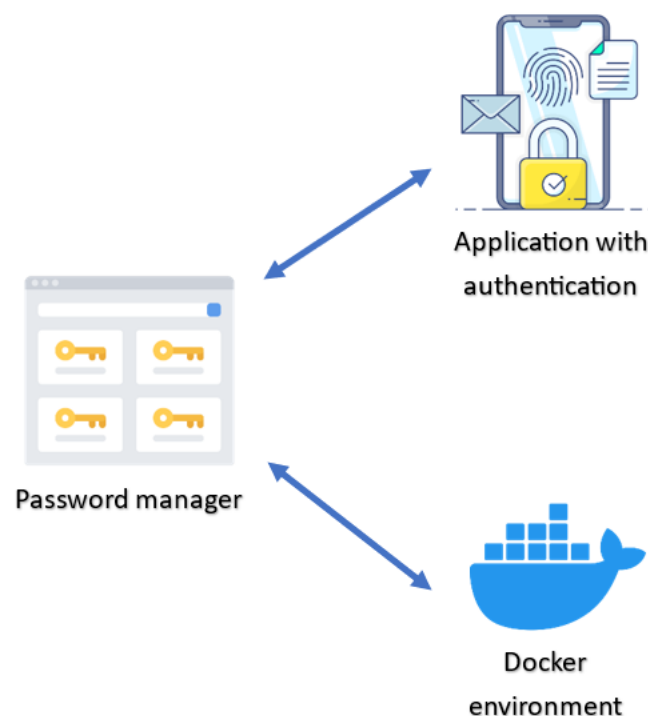 Application with
authentication
Password manager
Docker
environment